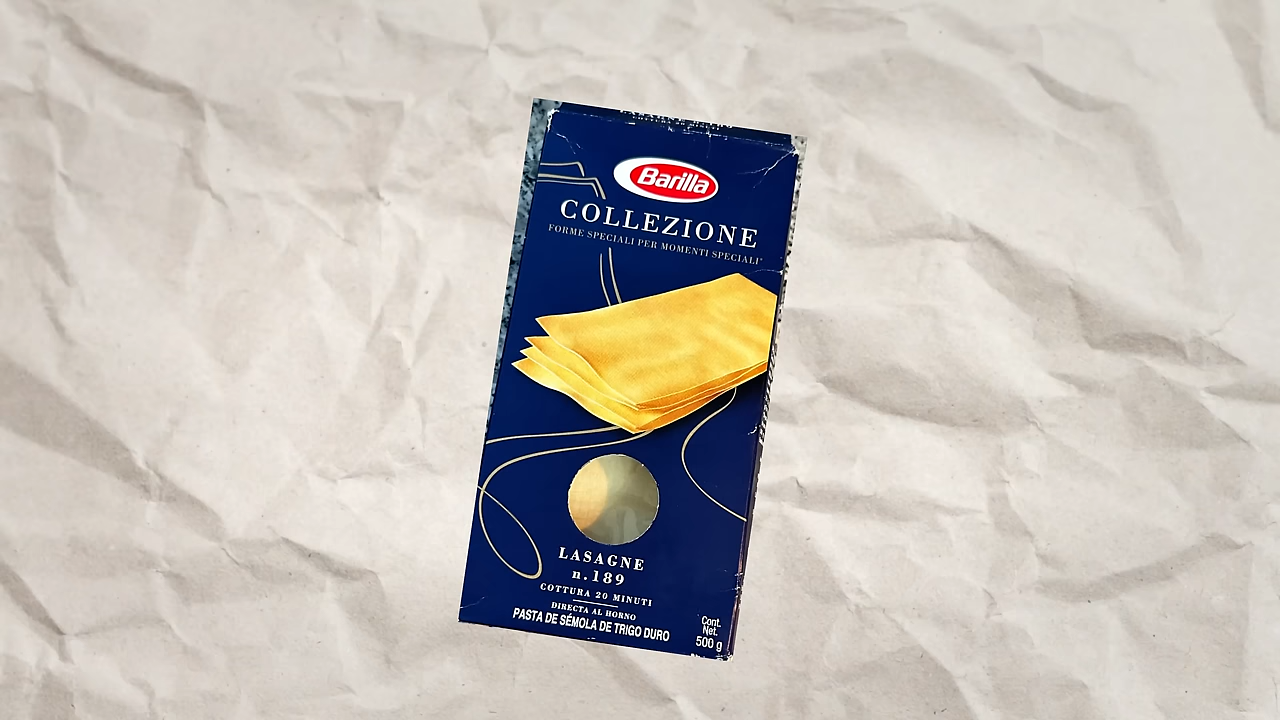 Barilla
COLLEZIONE
FORME SPECIALI PER MOMENTI SPECIALI
LASAGNE
n.189
COTTURA 20 MINUTI
DIRECTA AL HORNO
PASTA DE SÉMOLA DE TRIGO DURO
Cont.
Net.
500 g